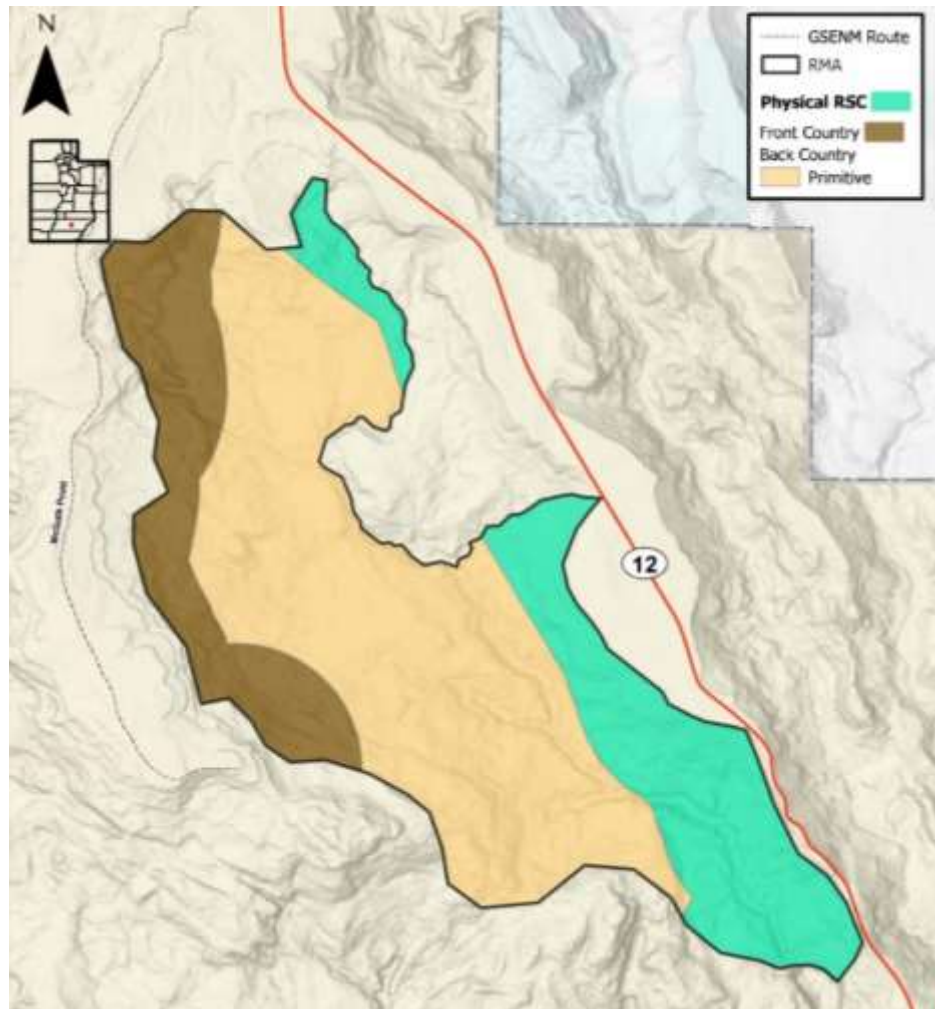 N
GSENM Route
RMA
Physical RSC
Front Country
Back Country
Primitive
12